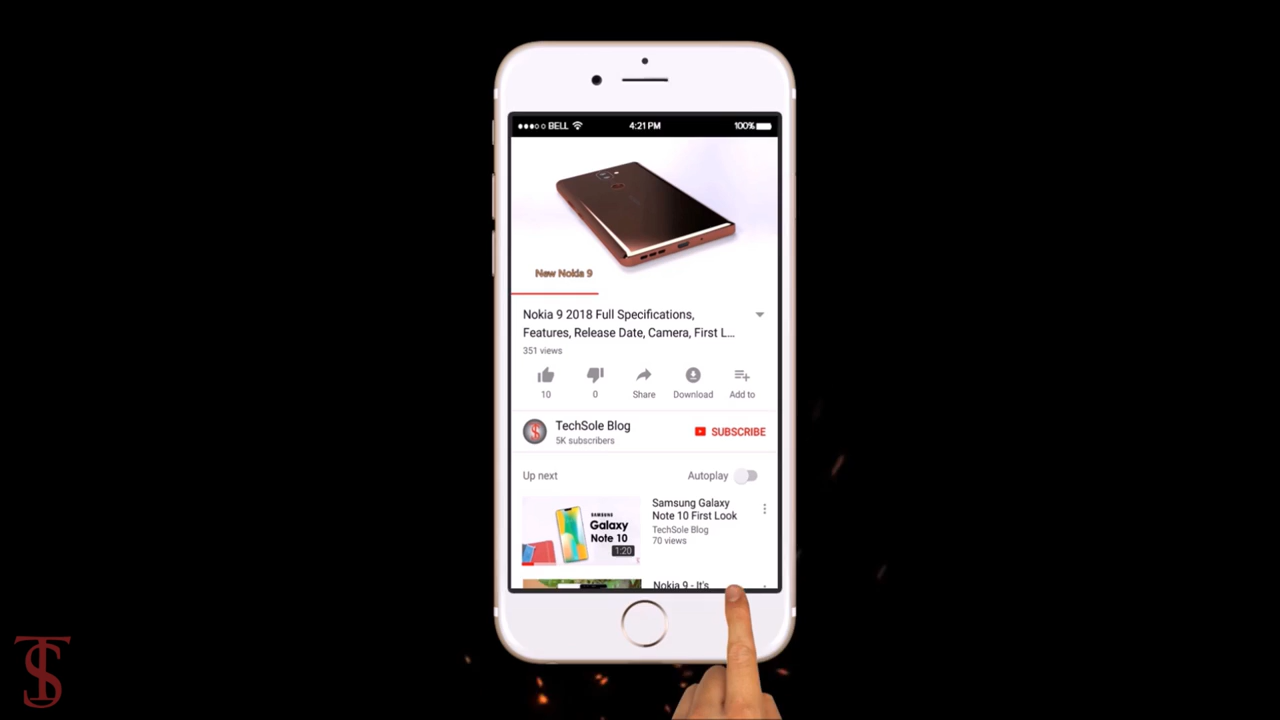 BELL
4:21 PM
100%
New Nokia 9
Nokia 9 2018 Full Specifications,
Features, Release Date, Camera, First L...
351 views
10
0
Share
Download
Add to
TechSole Blog
5K subscribers
SUBSCRIBE
Up next
Autoplay
SAMSUNG
Galaxy
Note 10
1:20
Samsung Galaxy
Note 10 First Look
TechSole Blog
70 views
Nokia 9 - It's
TS